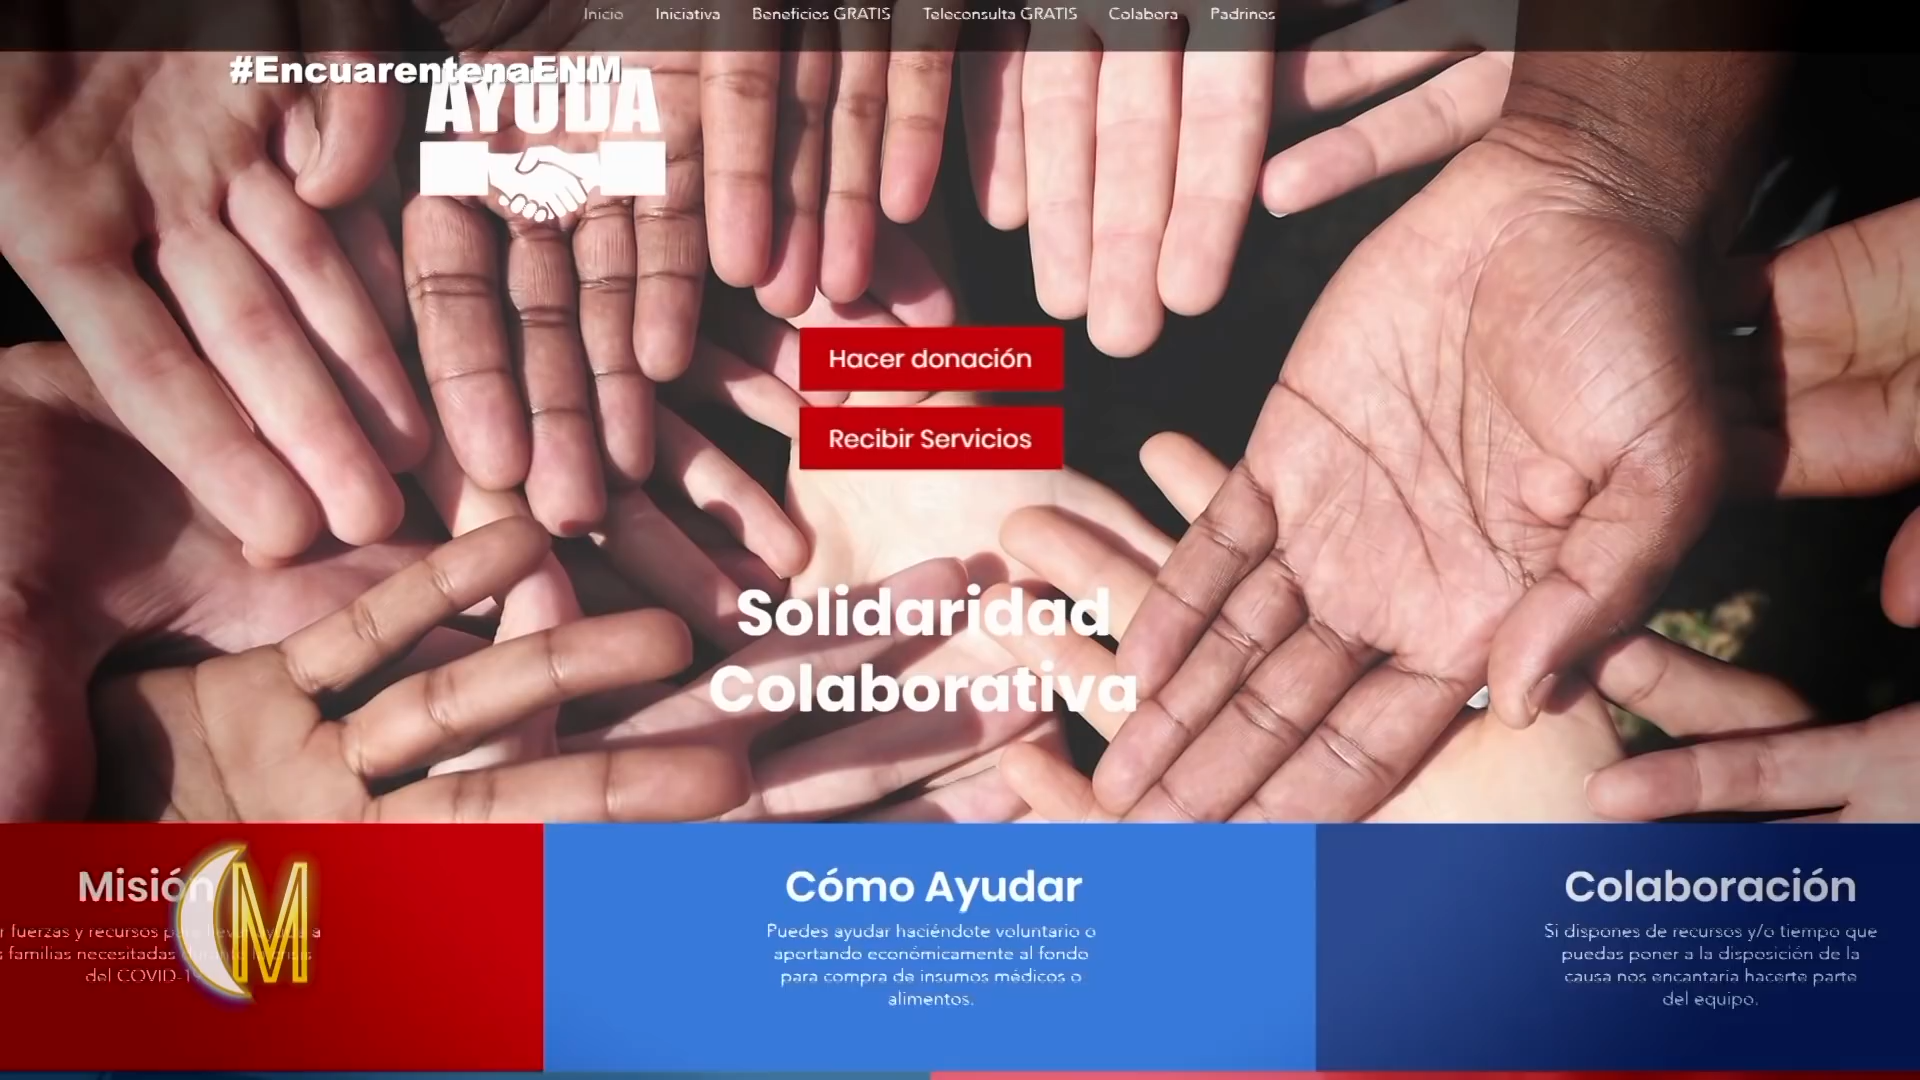 Inicio Iniciativa Beneficios GRATIS Teleconsulta GRATIS Colabora Padrinos
#EncuarentenaENM
AYUDA
Hacer donación
Recibir Servicios
Solidaridad
Colaborativa
Misión
r fuerzas y recursos a
familias necesitadas
del COVID-1
M
Cómo Ayudar
Puedes ayudar haciéndote voluntario o
aportando económicamente al fondo
para compra de insumos médicos o
alimentos.
Colaboración
Si dispones de recursos y/o tiempo que
puedas poner a la disposición de la
causa nos encantaría hacerte parte
del equipo.